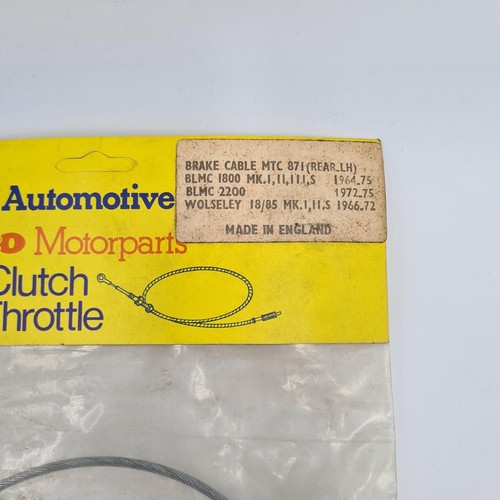 BRAKE CABLE MTC 871 (REAR.LH)
BLMC 1800 MK.I,II,III,S 1964.75
BLMC 2200 1972.75
WOLSELEY 18/85 MK.I,II.S 1966.72
MADE IN ENGLAND
Automotive
Motorparts
Clutch
Throttle